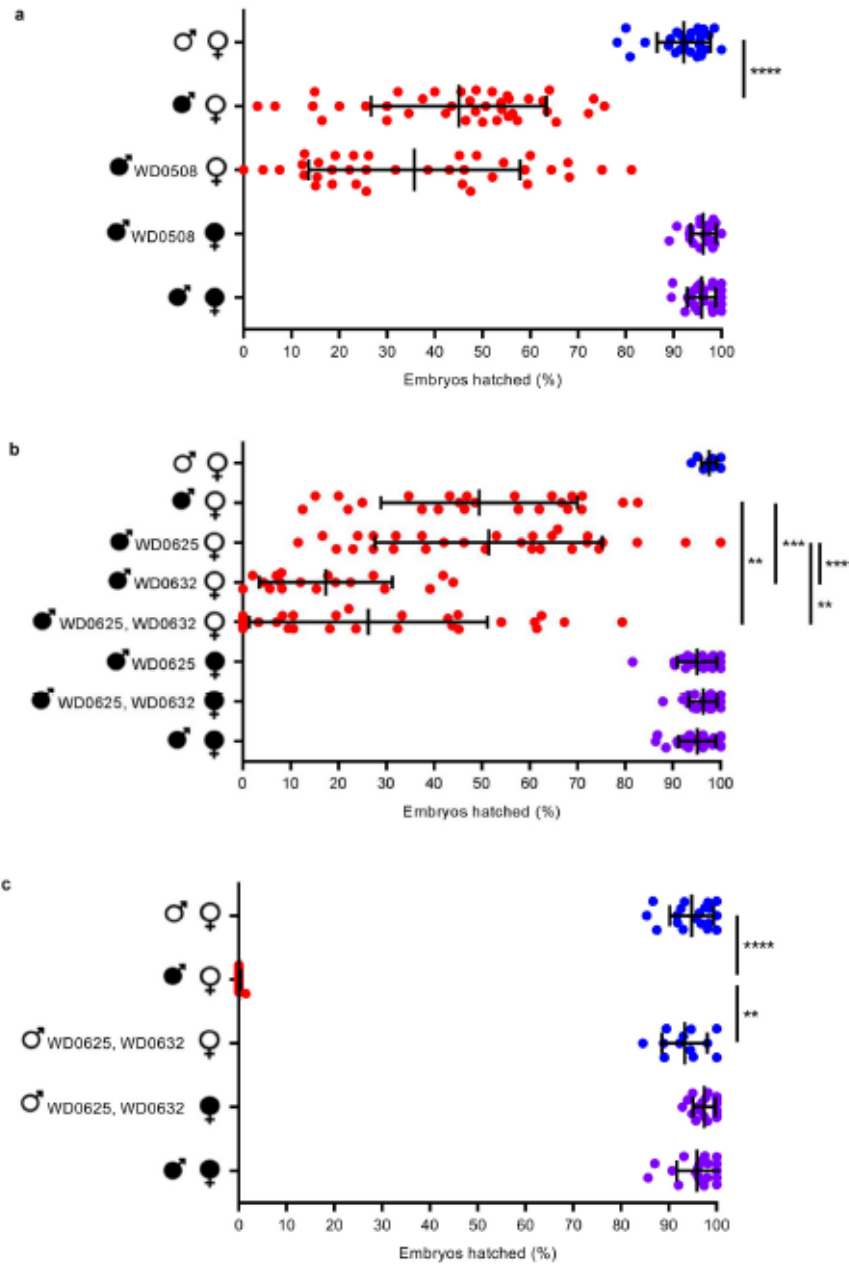 a
♂ ♀
****
♂ ♀
♂ WD0508 ♀
♂ WD0508 ♀
♂ ♀
0 10 20 30 40 50 60 70 80 90 100
Embryos hatched (%)
b
♂ ♀
♂ ♀
♂ WD0625 ♀
** *** ****
♂ WD0632 ♀
**
♂ WD0625, WD0632 ♀
♂ WD0625 ♀
♂ WD0625, WD0632 ♀
♂ ♀
0 10 20 30 40 50 60 70 80 90 100
Embryos hatched (%)
c
♂ ♀
****
♂ ♀
**
♂ WD0625, WD0632 ♀
♂ WD0625, WD0632 ♀
♂ ♀
0 10 20 30 40 50 60 70 80 90 100
Embryos hatched (%)